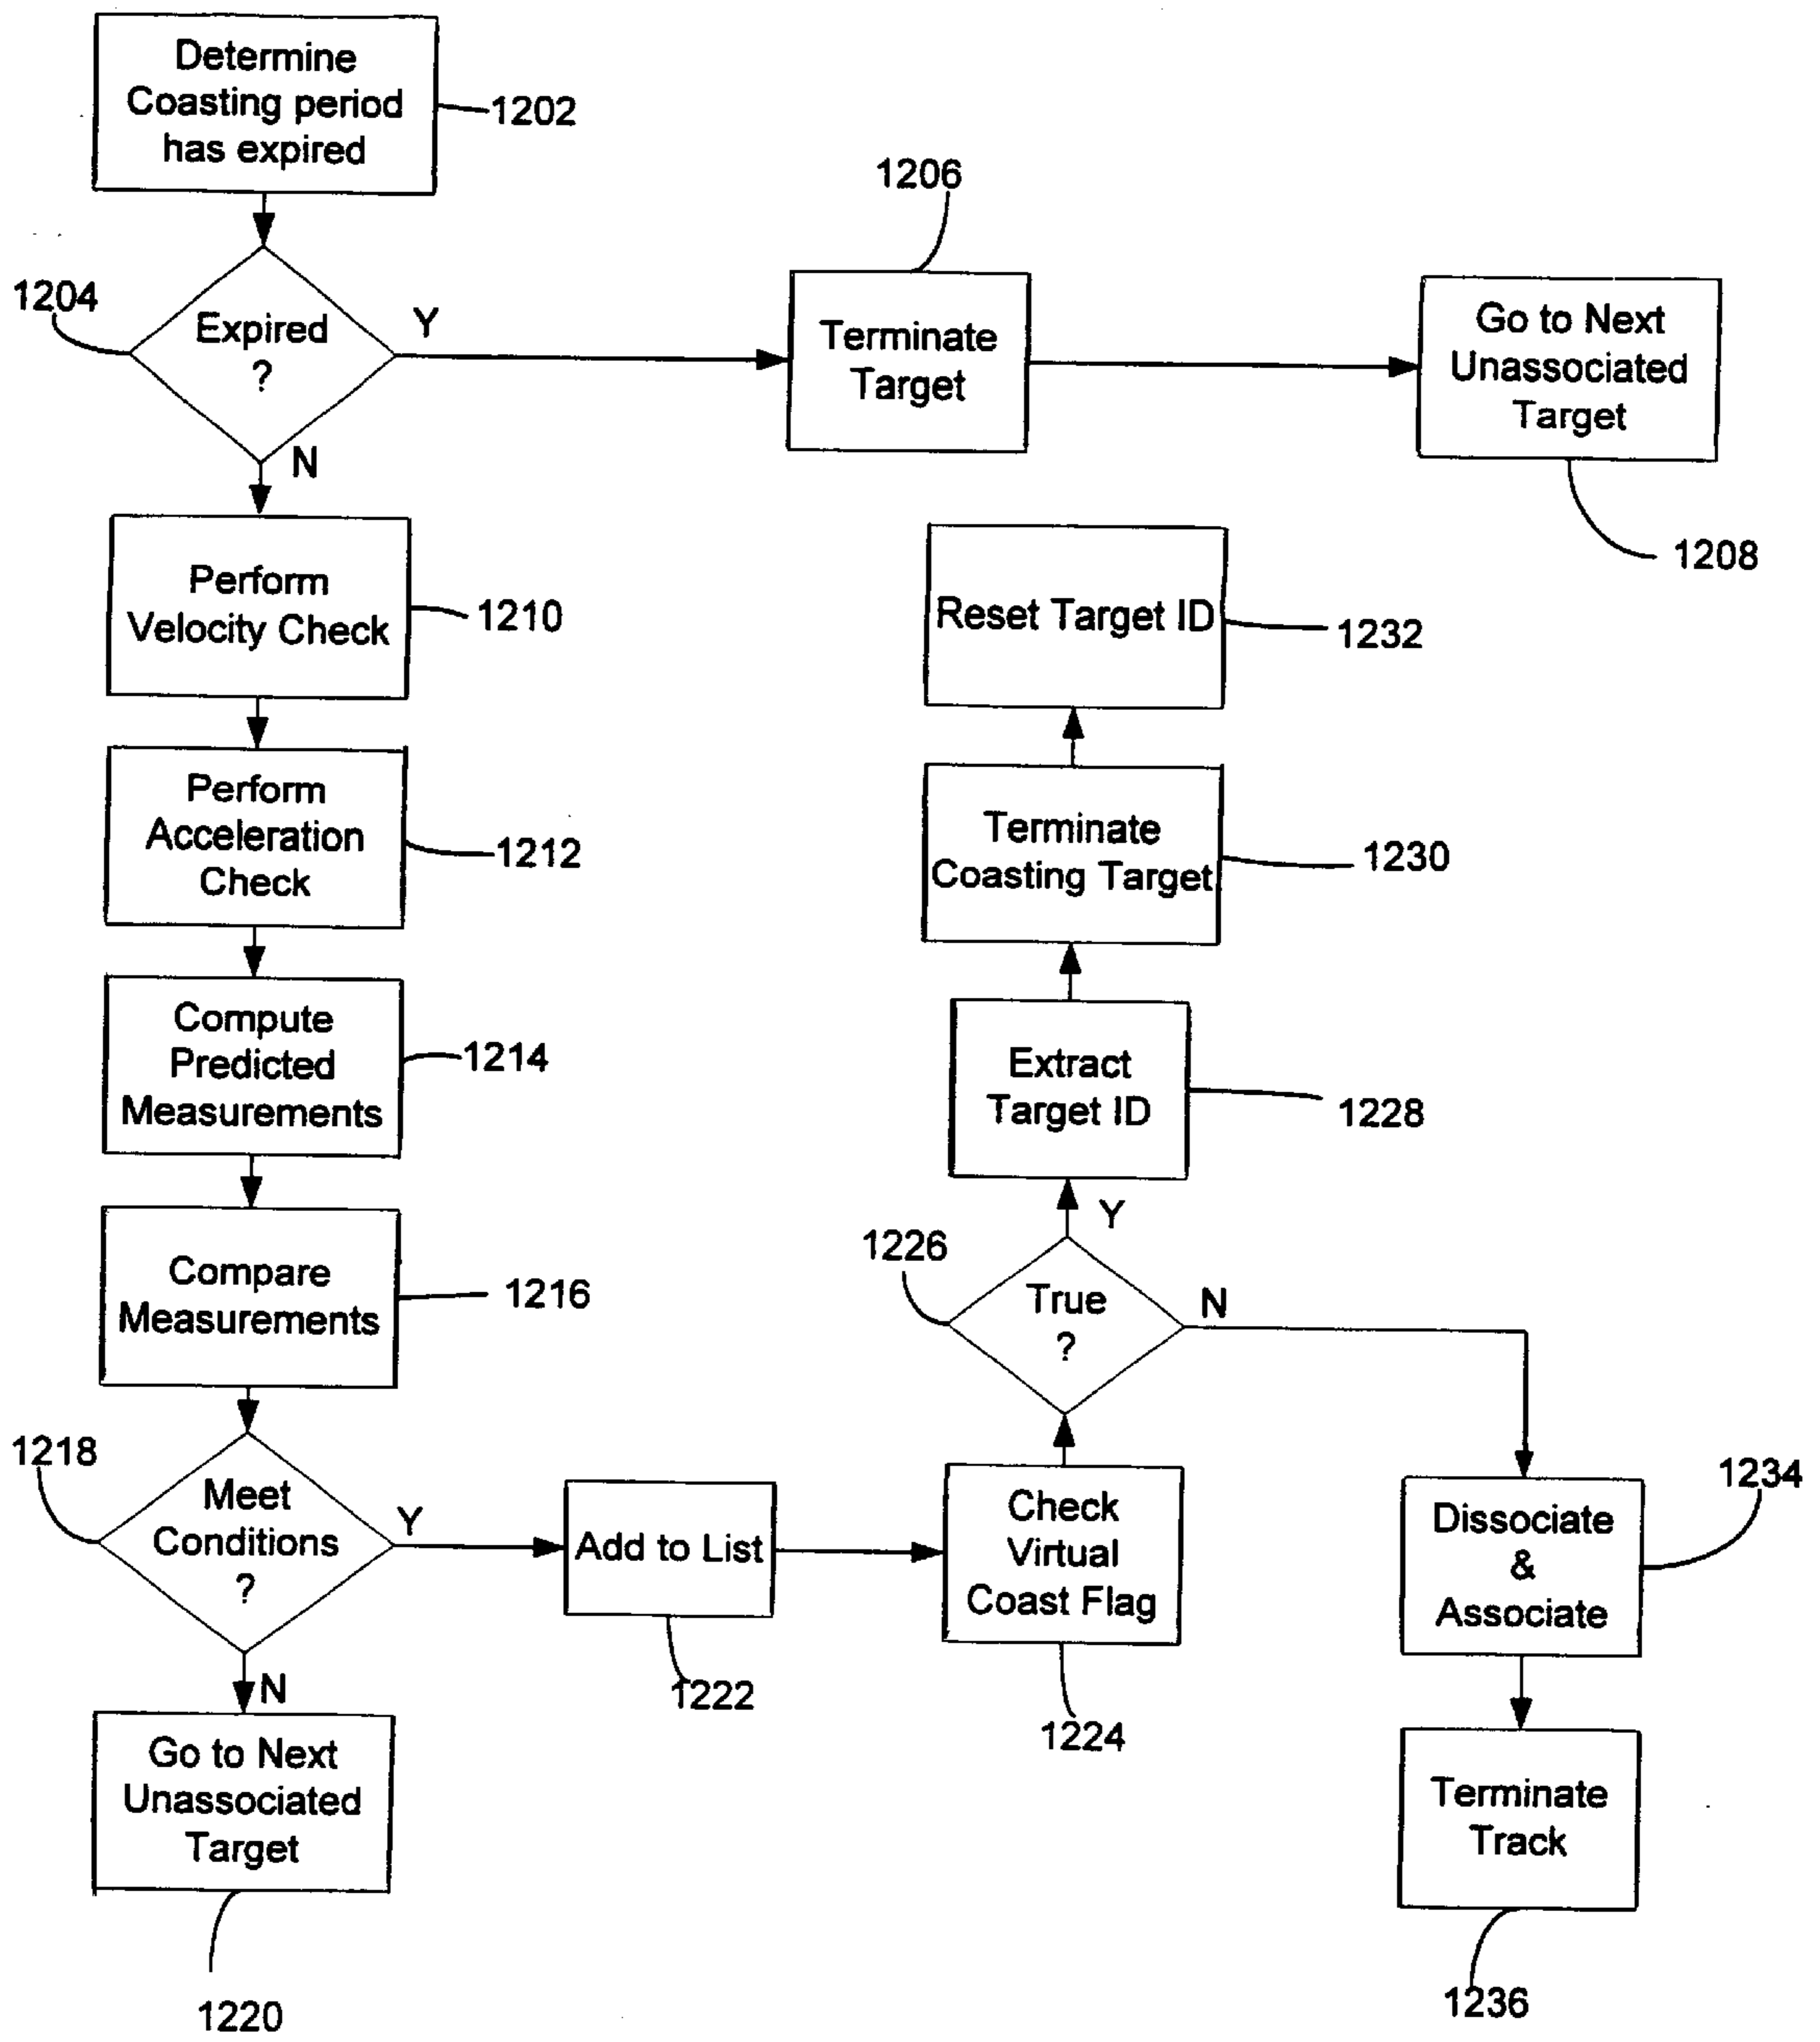 Determine
Coasting period
has expired
1202
1204
Expired
?
Y
N
1206
Terminate
Target
Go to Next
Unassociated
Target
1208
Perform
Velocity Check
1210
Perform
Acceleration
Check
1212
Compute
Predicted
Measurements
1214
Compare
Measurements
1216
1218
Meet
Conditions
?
Y
N
Go to Next
Unassociated
Target
1220
Add to List
1222
Check
Virtual
Coast Flag
1224
1226
True
?
Y
N
Extract
Target ID
1228
Terminate
Coasting Target
1230
Reset Target ID
1232
Dissociate
&
Associate
1234
Terminate
Track
1236